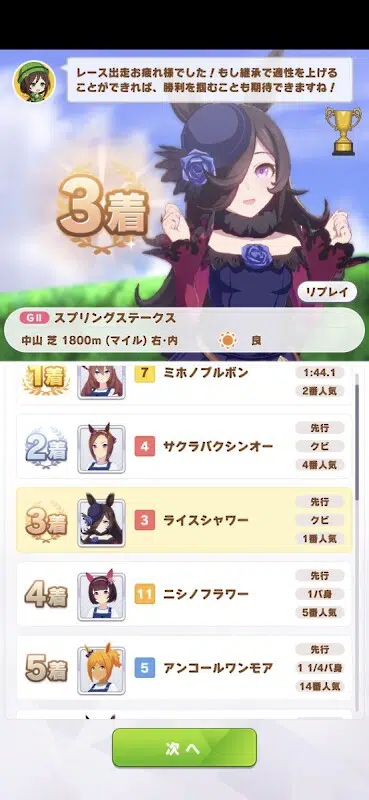 レース出走お疲れ様でした！もし継承で適性を上げる
ことができれば、勝利を掴むことも期待できますね！
3着
リプレイ
GⅡ スプリングステークス
中山 芝 1800m (マイル) 右・内 良
1着 7 ミホノブルボン 1:44.1
2番人気
先行
2着 4 サクラバクシンオー クビ
4番人気
先行
3着 3 ライスシャワー クビ
1番人気
先行
4着 11 ニシノフラワー 1バ身
5番人気
先行
5着 5 アンコールワンモア 1 1/4バ身
14番人気
次へ